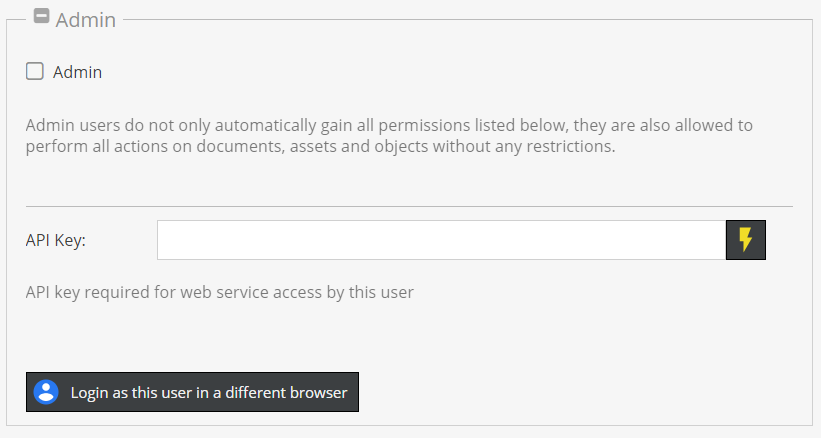 Admin
Admin
Admin users do not only automatically gain all permissions listed below, they are also allowed to
perform all actions on documents, assets and objects without any restrictions.
API Key:
API key required for web service access by this user
Login as this user in a different browser